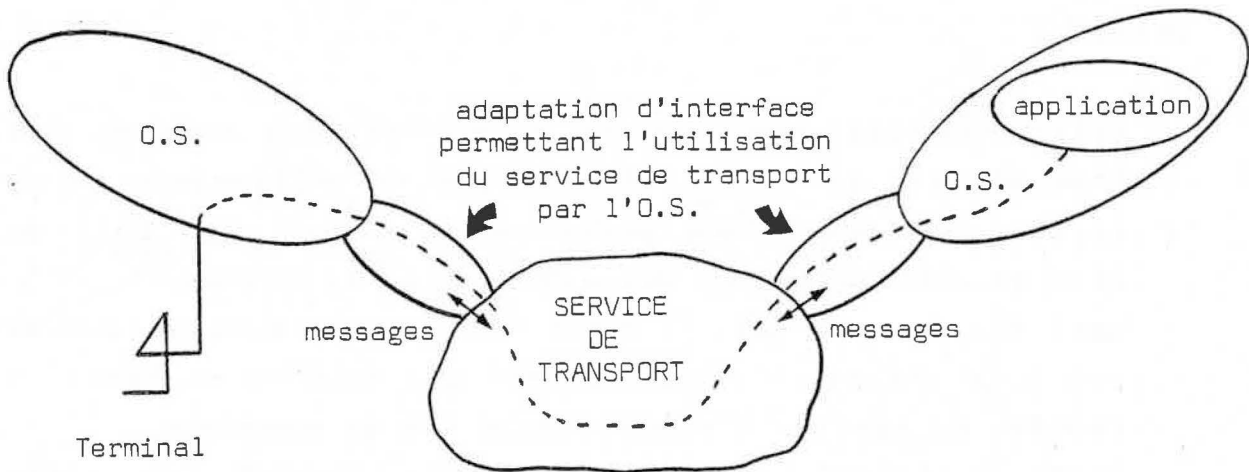 O.S.
application
adaptation d'interface
permettant l'utilisation
du service de transport
par l'O.S.
O.S.
messages
SERVICE
DE
TRANSPORT
messages
Terminal